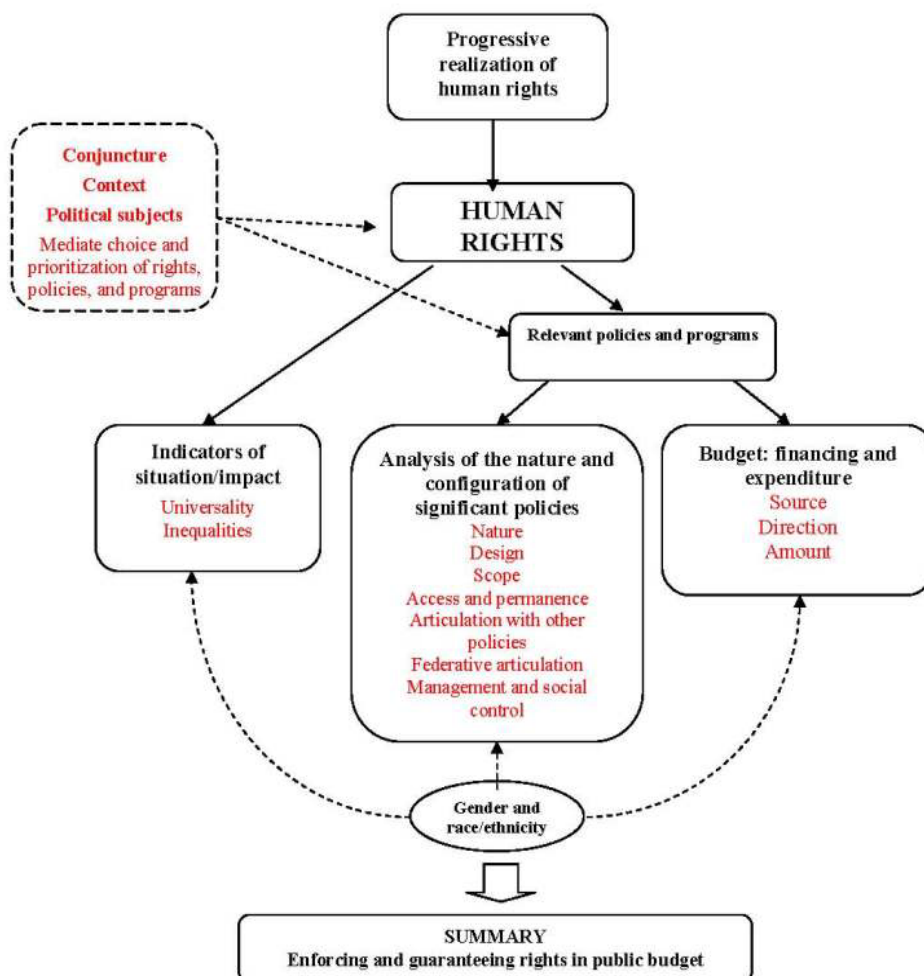 Progressive
realization of
human rights
Conjuncture
Context
Political subjects
Mediate choice and
prioritization of rights,
policies, and programs
HUMAN
RIGHTS
Relevant policies and programs
Indicators of
situation/impact
Universality
Inequalities
Analysis of the nature and
configuration of
significant policies
Nature
Design
Scope
Access and permanence
Articulation with other
policies
Federative articulation
Management and social
control
Budget: financing and
expenditure
Source
Direction
Amount
Gender and
race/ethnicity
SUMMARY
Enforcing and guaranteeing rights in public budget